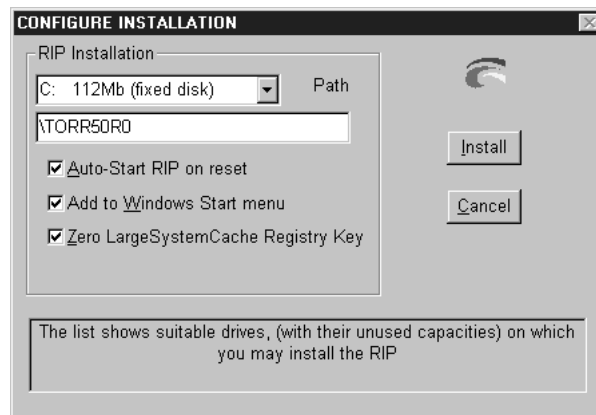 CONFIGURE INSTALLATION
RIP Installation
C: 112Mb (fixed disk)
Path
\TORR50R0
Auto-Start RIP on reset
Add to Windows Start menu
Zero LargeSystemCache Registry Key
Install
Cancel
The list shows suitable drives, (with their unused capacities) on which
you may install the RIP